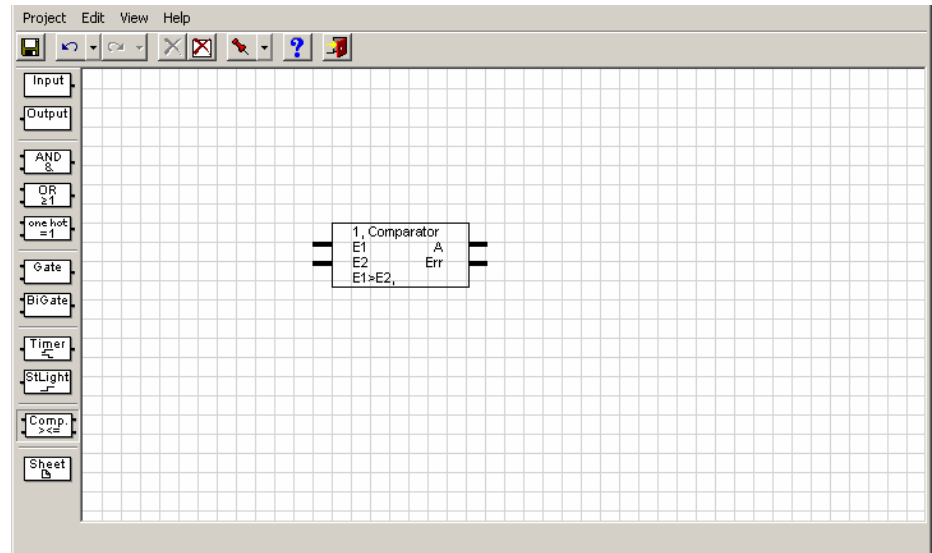 Project Edit View Help
?
Input
Output
AND
&
OR
≥1
one hot
=1
Gate
BiGate
Timer
StLight
Comp.
><=
Sheet
1, Comparator
E1 A
E2 Err
E1>E2,